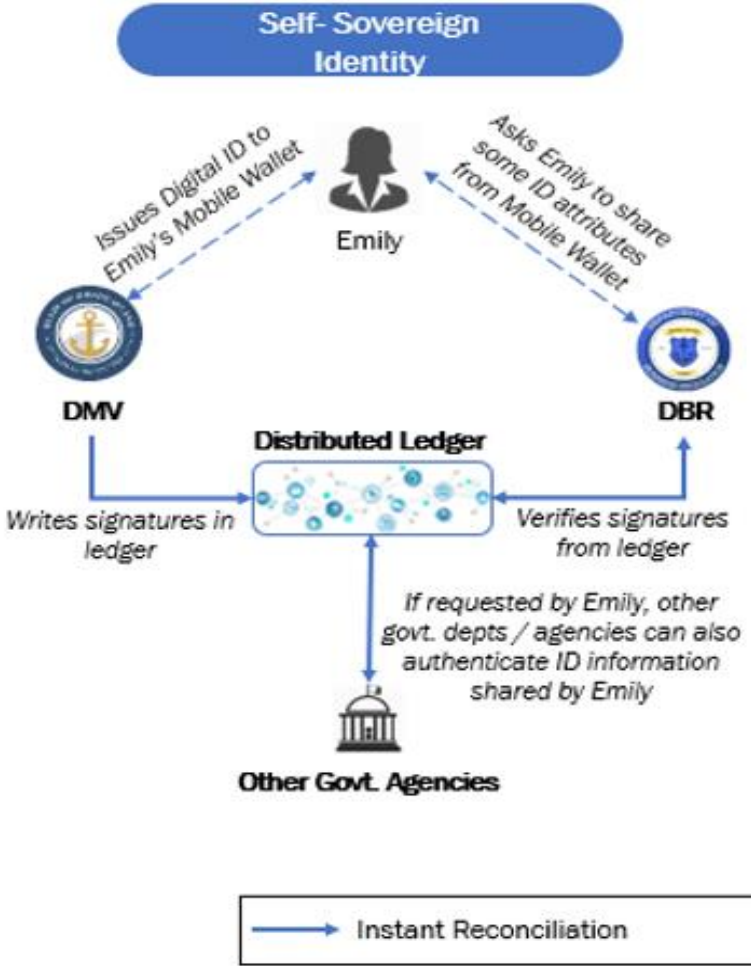 Self- Sovereign
Identity
Issues Digital ID to
Emily's Mobile Wallet
Asks Emily to share
some ID attributes
from Mobile Wallet
Emily
DMV
DBR
Distributed Ledger
Writes signatures in
ledger
Verifies signatures
from ledger
If requested by Emily, other
govt. depts / agencies can also
authenticate ID information
shared by Emily
Other Govt. Agencies
Instant Reconciliation